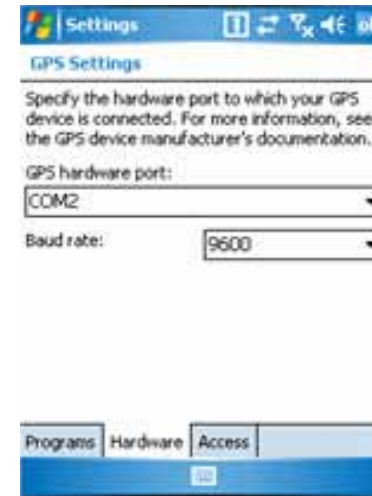 Settings
GPS Settings
Specify the hardware port to which your GPS
device is connected. For more information, see
the GPS device manufacturer's documentation.
GPS hardware port:
COM2
Baud rate: 9600
Programs Hardware Access